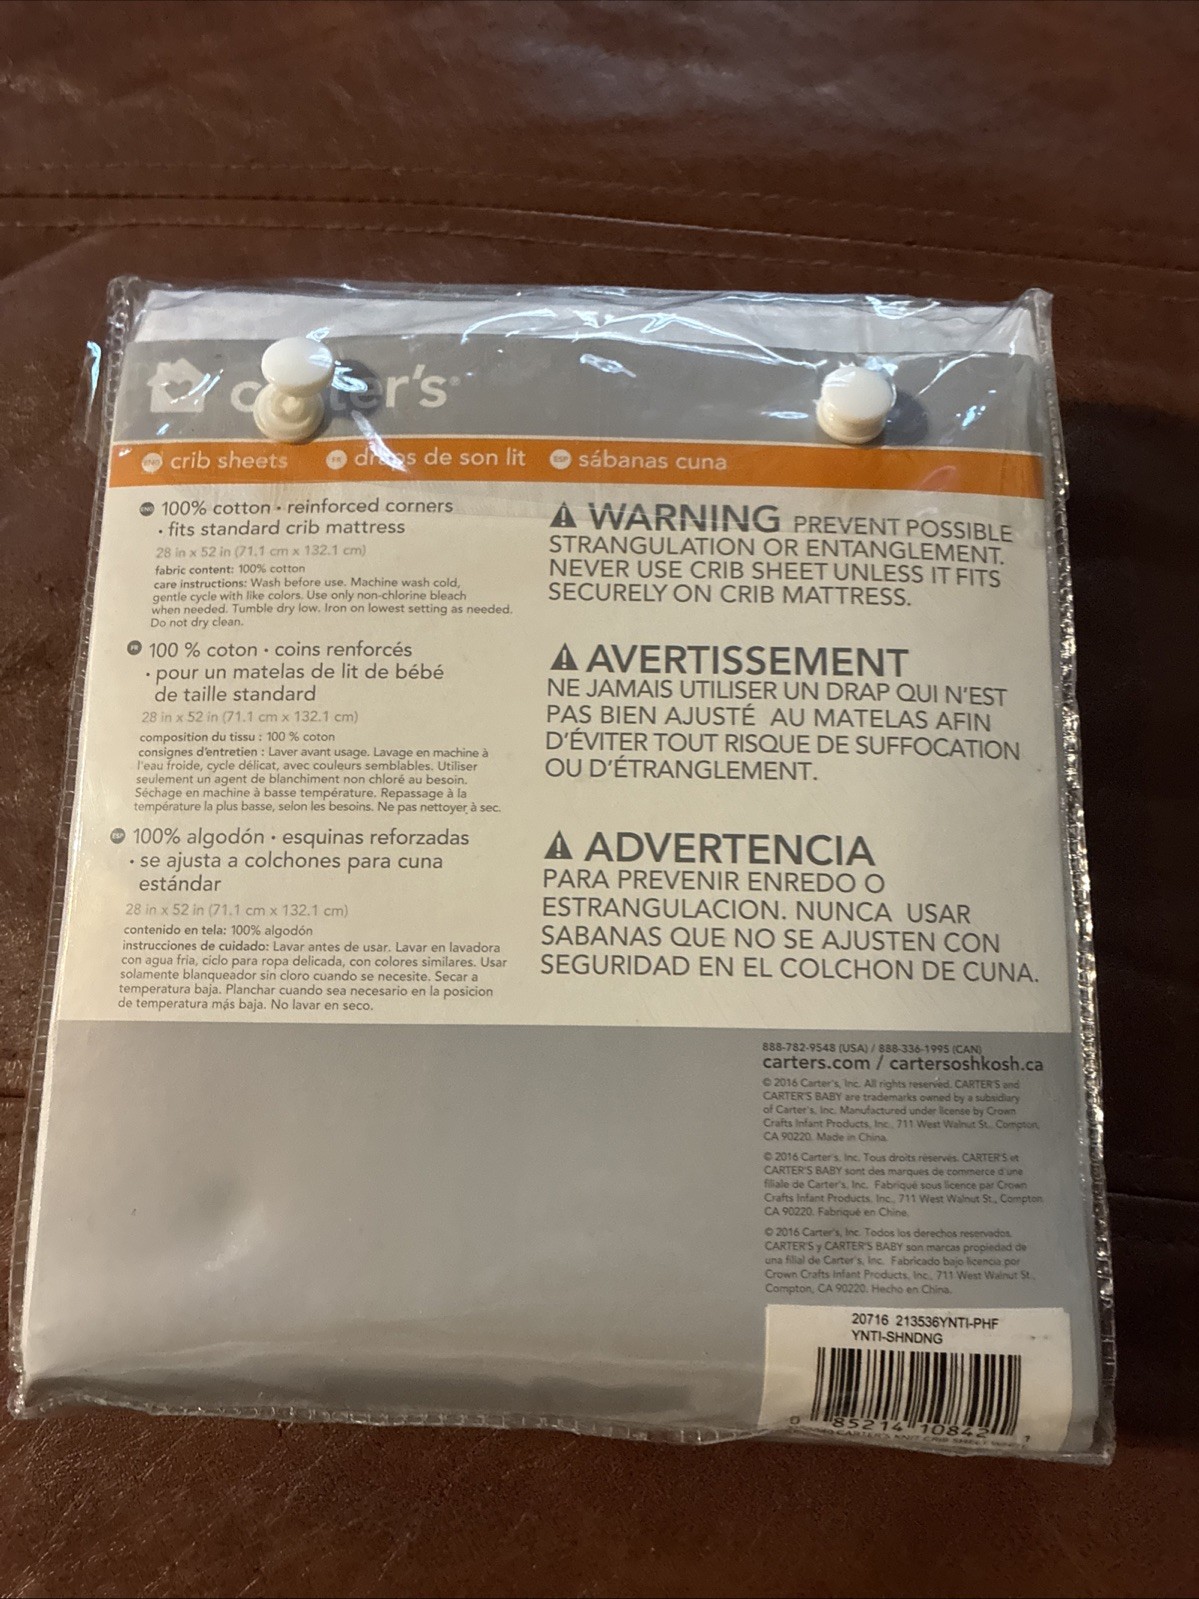 carter's
ENG crib sheets FR draps de son lit ESP sábanas cuna
ENG 100% cotton • reinforced corners
• fits standard crib mattress
28 in x 52 in (71.1 cm x 132.1 cm)
fabric content: 100% cotton
care instructions: Wash before use. Machine wash cold,
gentle cycle with like colors. Use only non-chlorine bleach
when needed. Tumble dry low. Iron on lowest setting as needed.
Do not dry clean.
FR 100 % coton • coins renforcés
• pour un matelas de lit de bébé
de taille standard
28 in x 52 in (71.1 cm x 132.1 cm)
composition du tissu : 100 % coton
consignes d'entretien : Laver avant usage. Lavage en machine à
l'eau froide, cycle délicat, avec couleurs semblables. Utiliser
seulement un agent de blanchiment non chloré au besoin.
Séchage en machine à basse température. Repassage à la
température la plus basse, selon les besoins. Ne pas nettoyer à sec.
ESP 100% algodón • esquinas reforzadas
• se ajusta a colchones para cuna
estándar
28 in x 52 in (71.1 cm x 132.1 cm)
contenido en tela: 100% algodón
instrucciones de cuidado: Lavar antes de usar. Lavar en lavadora
con agua fria, ciclo para ropa delicada, con colores similares. Usar
solamente blanqueador sin cloro cuando se necesite. Secar a
temperatura baja. Planchar cuando sea necesario en la posicion
de temperatura más baja. No lavar en seco.
WARNING PREVENT POSSIBLE
STRANGULATION OR ENTANGLEMENT.
NEVER USE CRIB SHEET UNLESS IT FITS
SECURELY ON CRIB MATTRESS.
AVERTISSEMENT
NE JAMAIS UTILISER UN DRAP QUI N'EST
PAS BIEN AJUSTÉ AU MATELAS AFIN
D'ÉVITER TOUT RISQUE DE SUFFOCATION
OU D'ÉTRANGLEMENT.
ADVERTENCIA
PARA PREVENIR ENREDO O
ESTRANGULACION. NUNCA USAR
SABANAS QUE NO SE AJUSTEN CON
SEGURIDAD EN EL COLCHON DE CUNA.
888-782-9548 (USA) / 888-336-1995 (CAN)
carters.com / cartersoshkosh.ca
© 2016 Carter's, Inc. All rights reserved. CARTER'S and
CARTER'S BABY are trademarks owned by a subsidiary
of Carter's, Inc. Manufactured under license by Crown
Crafts Infant Products, Inc., 711 West Walnut St., Compton,
CA 90220. Made in China.
© 2016 Carter's, Inc. Tous droits réservés. CARTER'S et
CARTER'S BABY sont des marques de commerce d'une
filiale de Carter's, Inc. Fabriqué sous licence par Crown
Crafts Infant Products, Inc., 711 West Walnut St., Compton
CA 90220. Fabriqué en Chine.
© 2016 Carter's, Inc. Todos los derechos reservados.
CARTER'S y CARTER'S BABY son marcas propiedad de
una filial de Carter's, Inc. Fabricado bajo licencia por
Crown Crafts Infant Products, Inc., 711 West Walnut St.,
Compton, CA 90220. Hecho en China.
20716 213536YNTI-PHF
YNTI-SHNDNG
0 85214 10842 1
CARTER'S KNIT CRIB SHEET